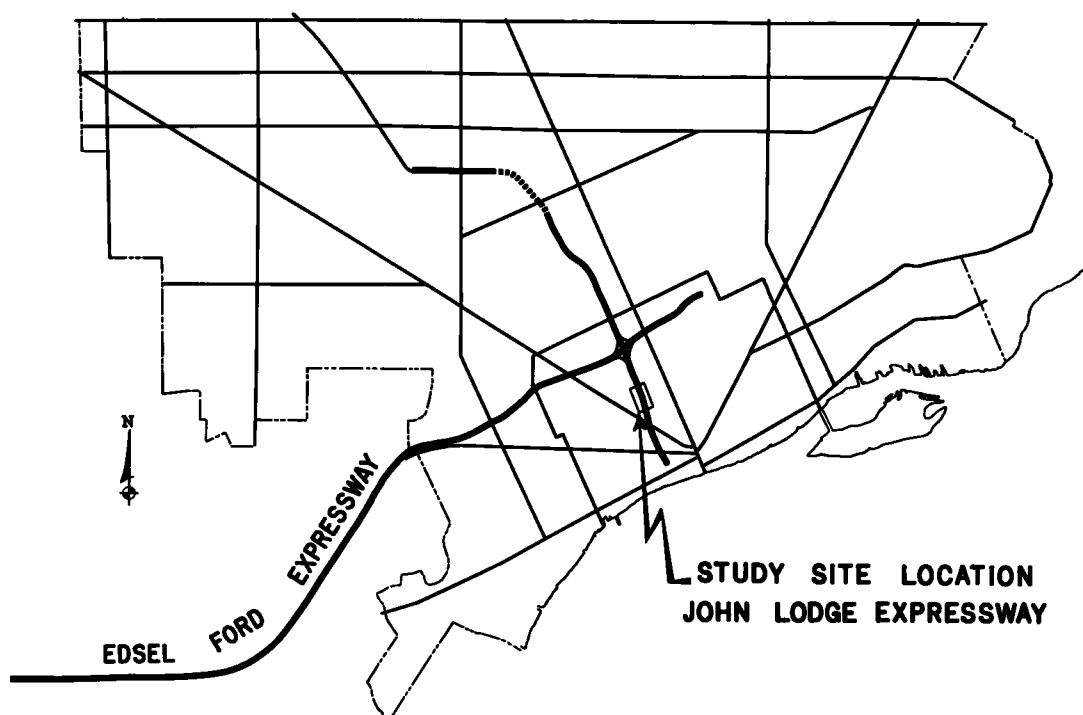 N
STUDY SITE LOCATION
JOHN LODGE EXPRESSWAY
EDSEL FORD EXPRESSWAY